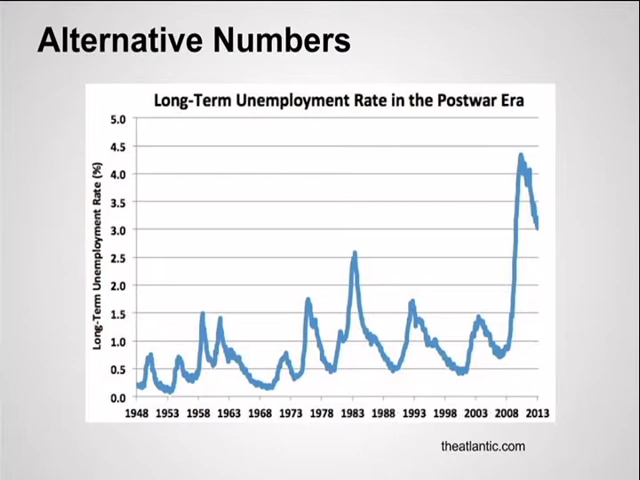 Alternative Numbers
Long-Term Unemployment Rate in the Postwar Era
Long-Term Unemployment Rate (%)
5.0
4.5
4.0
3.5
3.0
2.5
2.0
1.5
1.0
0.5
0.0
1948 1953 1958 1963 1968 1973 1978 1983 1988 1993 1998 2003 2008 2013
theatlantic.com